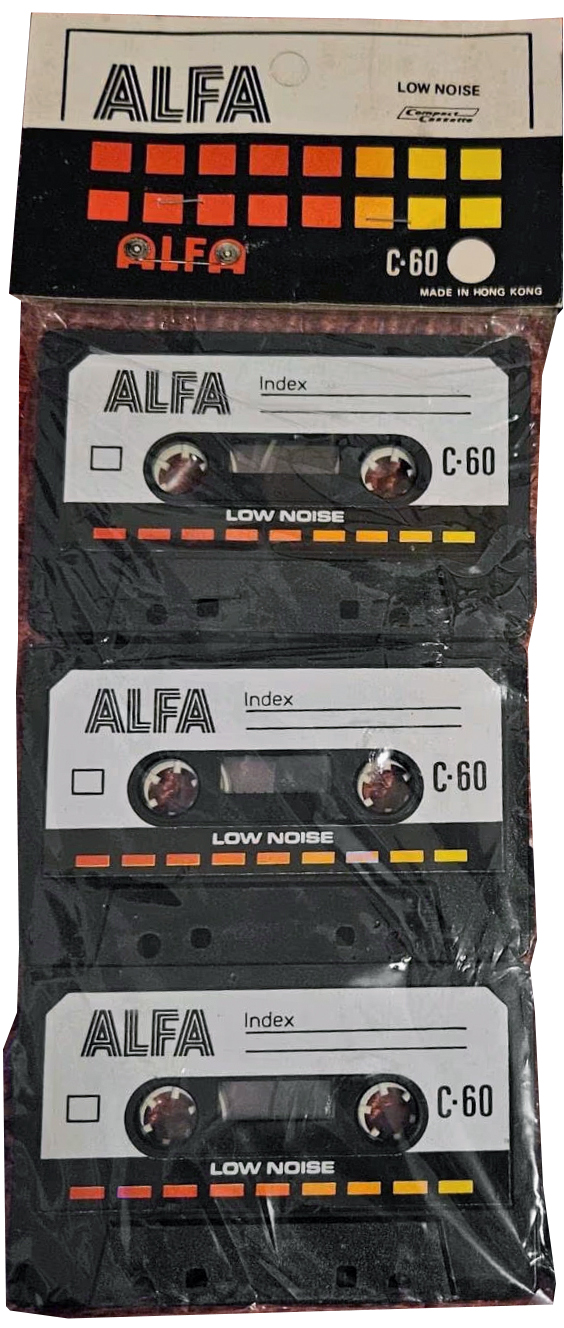 ALFA
LOW NOISE
Compact
Cassette
ALFA
C·60
MADE IN HONG KONG
ALFA
Index
C·60
LOW NOISE
ALFA
Index
C·60
LOW NOISE
ALFA
Index
C·60
LOW NOISE